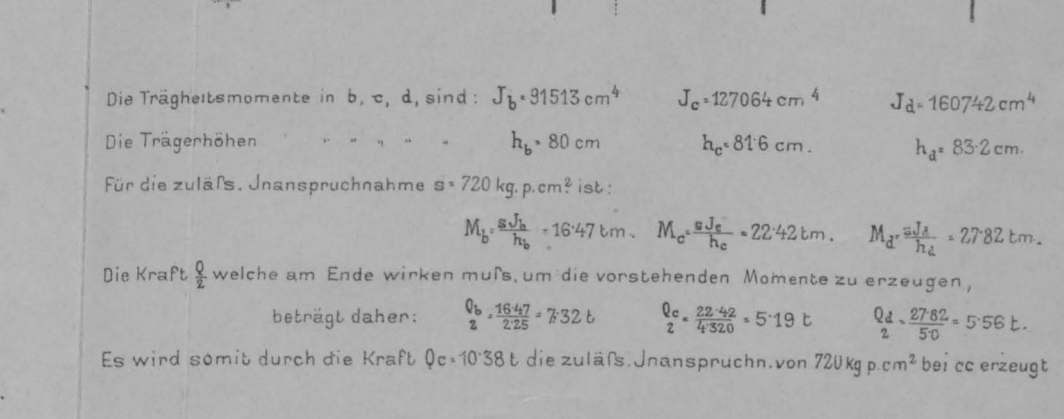 Die Trägheitsmomente in b, c, d, sind : J_b = 91513 cm⁴ J_c = 127064 cm ⁴ J_d = 160742 cm⁴
Die Trägerhöhen " " " " " h_b = 80 cm h_c = 81·6 cm. h_d = 83·2 cm.
Für die zuläſs. Jnanspruchnahme s = 720 kg. p. cm² ist :
M_b = sJ_b/h_b = 16·47 tm. M_c = sJ_c/h_c = 22·42 tm. M_d = sJ_d/h_d = 27·82 tm.
Die Kraft Q/2 welche am Ende wirken muſs, um die vorstehenden Momente zu erzeugen,
beträgt daher: Q_b/2 = 16·47/2·25 = 7·32 t Q_c/2 = 22·42/4·320 = 5·19 t Q_d/2 = 27·82/5·0 = 5·56 t.
Es wird somit durch die Kraft Qc = 10·38 t die zuläſs. Jnanspruchn. von 720 kg p. cm² bei cc erzeugt